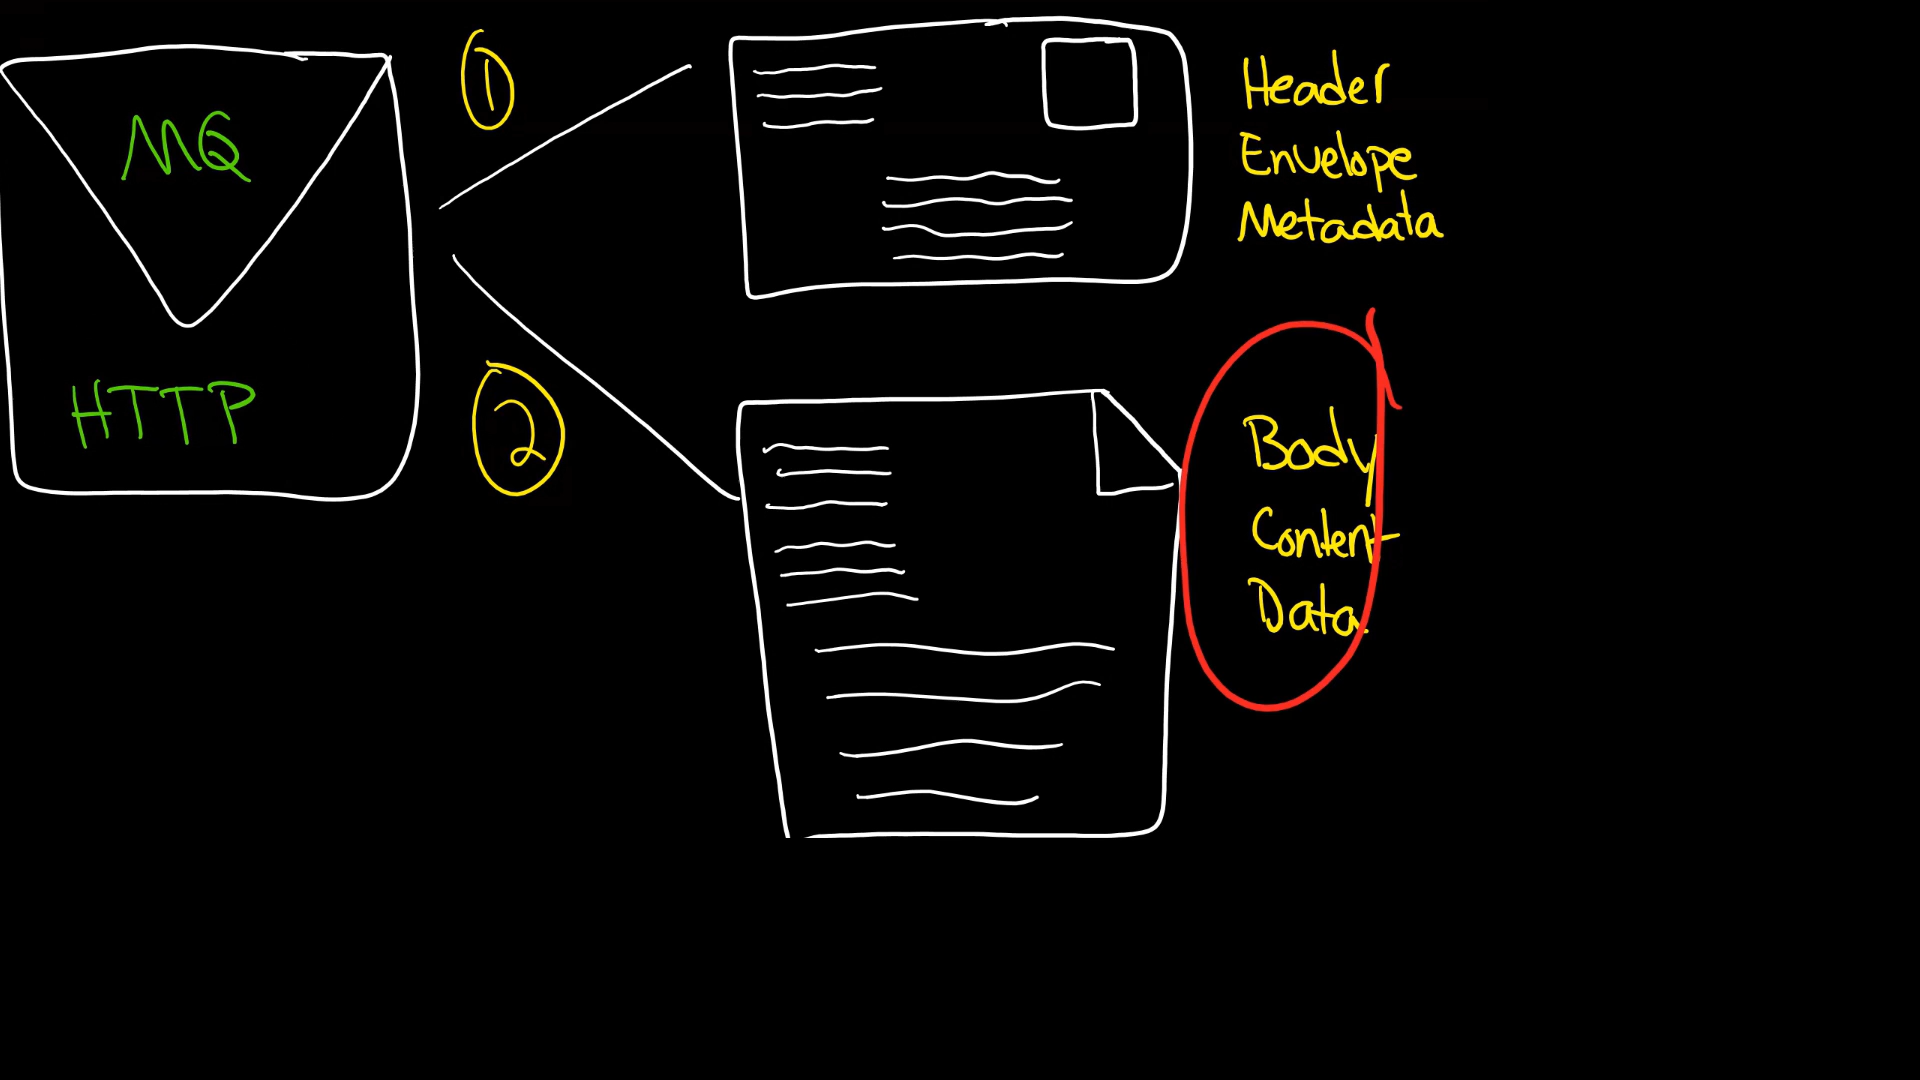 MQ
HTTP
1
Header
Envelope
Metadata
2
Body
Content
Data